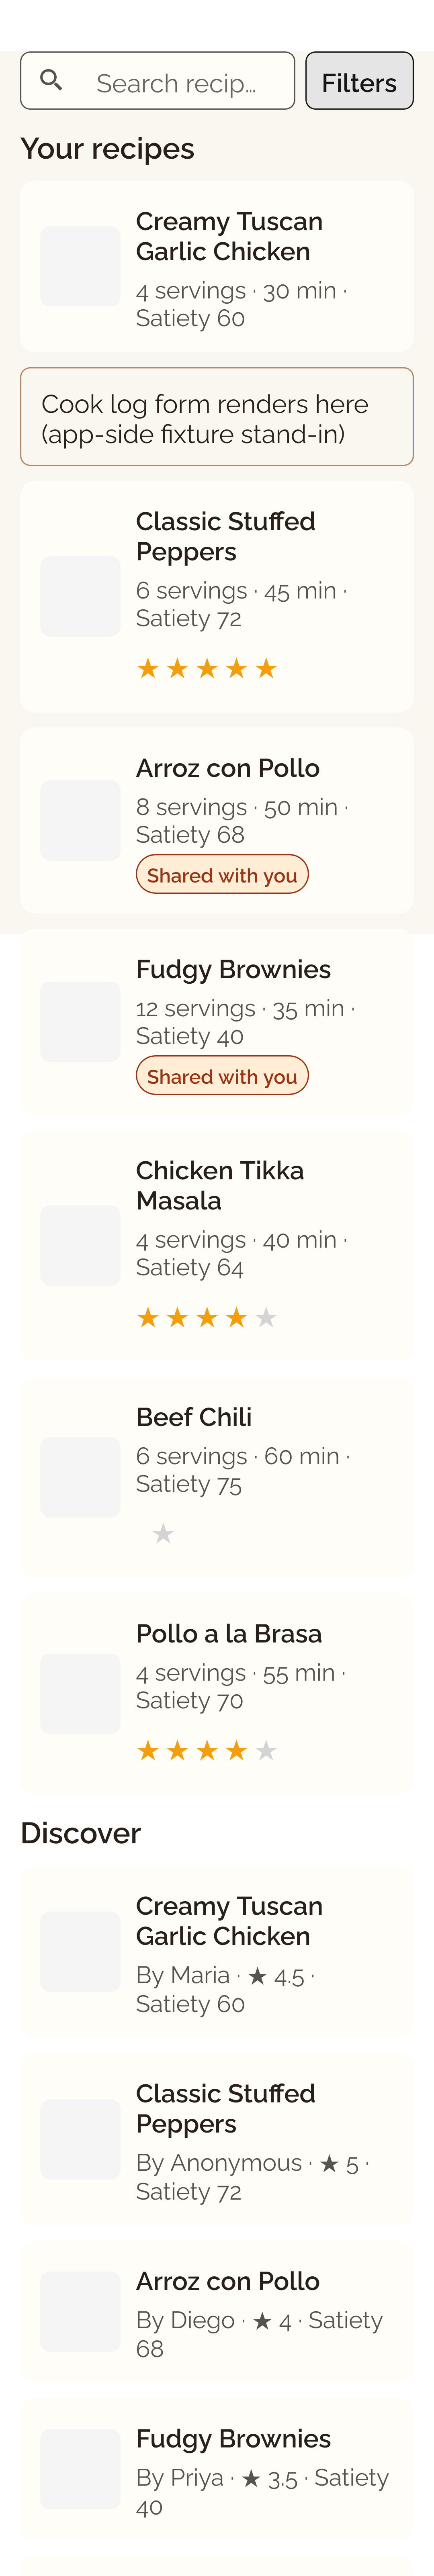 Search recip…
Filters
Your recipes
Creamy Tuscan
Garlic Chicken
4 servings · 30 min ·
Satiety 60
Cook log form renders here
(app-side fixture stand-in)
Classic Stuffed
Peppers
6 servings · 45 min ·
Satiety 72
★ ★ ★ ★ ★
Arroz con Pollo
8 servings · 50 min ·
Satiety 68
Shared with you
Fudgy Brownies
12 servings · 35 min ·
Satiety 40
Shared with you
Chicken Tikka
Masala
4 servings · 40 min ·
Satiety 64
★ ★ ★ ★ ★
Beef Chili
6 servings · 60 min ·
Satiety 75
★
Pollo a la Brasa
4 servings · 55 min ·
Satiety 70
★ ★ ★ ★ ★
Discover
Creamy Tuscan
Garlic Chicken
By Maria · ★ 4.5 ·
Satiety 60
Classic Stuffed
Peppers
By Anonymous · ★ 5 ·
Satiety 72
Arroz con Pollo
By Diego · ★ 4 · Satiety
68
Fudgy Brownies
By Priya · ★ 3.5 · Satiety
40